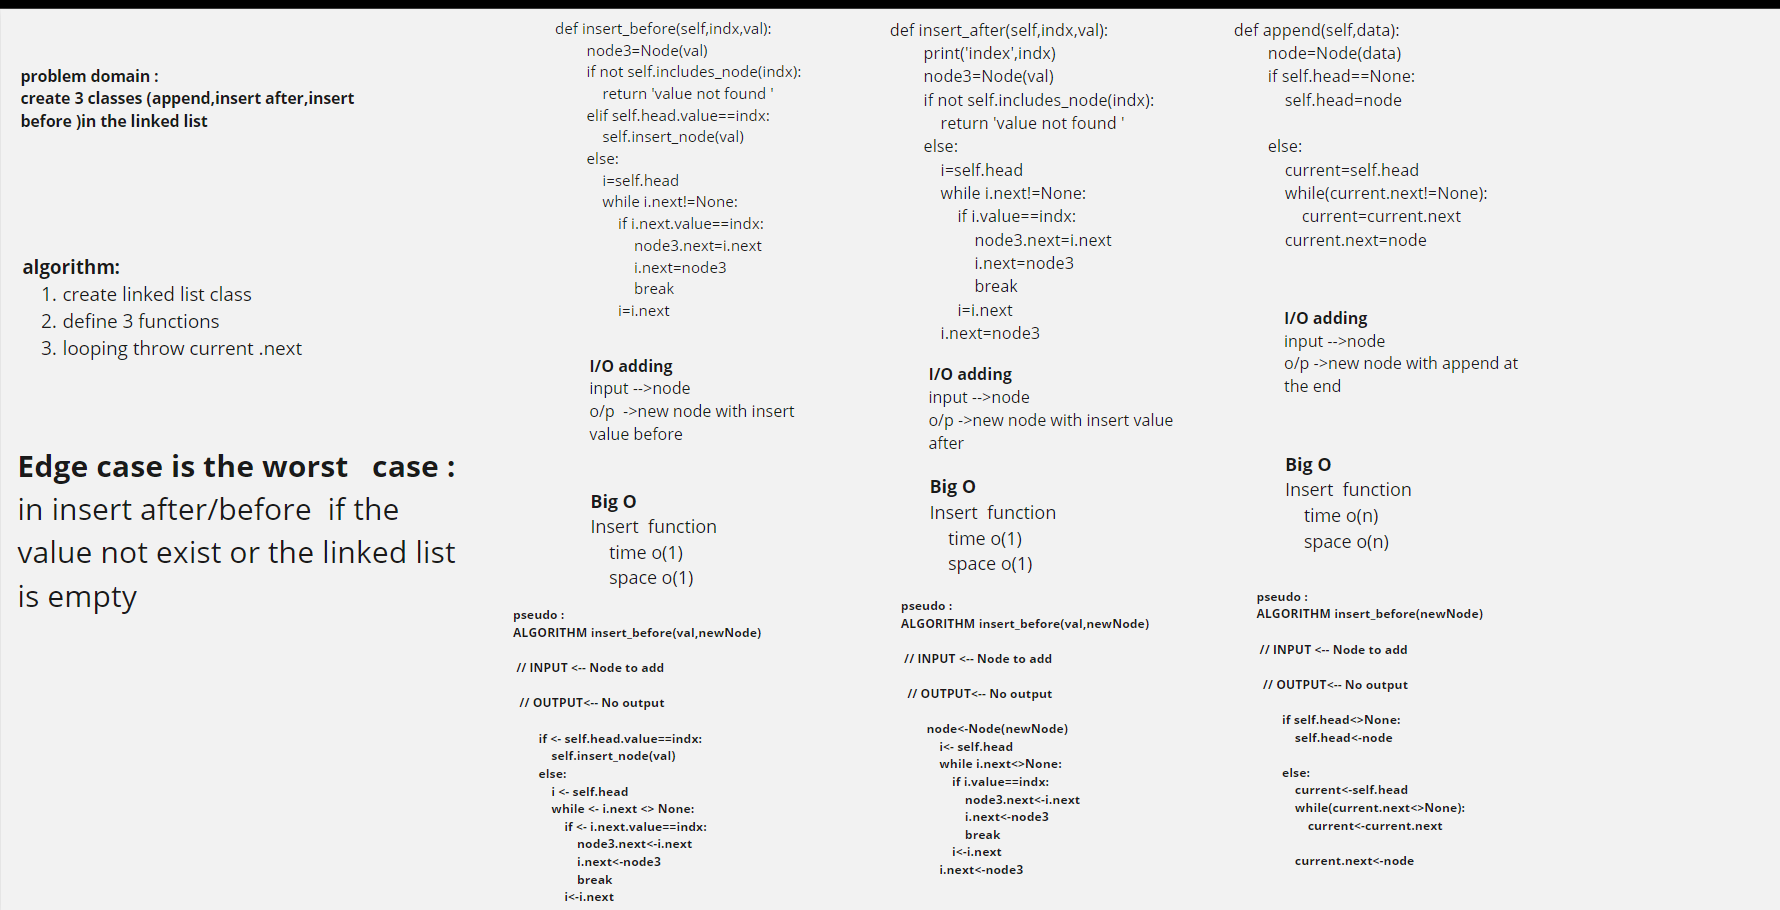 problem domain :
create 3 classes (append,insert after,insert
before )in the linked list
algorithm:
1. create linked list class
2. define 3 functions
3. looping throw current .next
Edge case is the worst   case :
in insert after/before  if the
value not exist or the linked list
is empty
def insert_before(self,indx,val):
node3=Node(val)
if not self.includes_node(indx):
return 'value not found '
elif self.head.value==indx:
self.insert_node(val)
else:
i=self.head
while i.next!=None:
if i.next.value==indx:
node3.next=i.next
i.next=node3
break
i=i.next
I/O adding
input -->node
o/p  ->new node with insert
value before
Big O
Insert  function
time o(1)
space o(1)
pseudo :
ALGORITHM insert_before(val,newNode)
// INPUT <-- Node to add
// OUTPUT<-- No output
if <- self.head.value==indx:
self.insert_node(val)
else:
i <- self.head
while <- i.next <> None:
if <- i.next.value==indx:
node3.next<-i.next
i.next<-node3
break
i<-i.next
def insert_after(self,indx,val):
print('index',indx)
node3=Node(val)
if not self.includes_node(indx):
return 'value not found '
else:
i=self.head
while i.next!=None:
if i.value==indx:
node3.next=i.next
i.next=node3
break
i=i.next
i.next=node3
I/O adding
input -->node
o/p ->new node with insert value
after
Big O
Insert  function
time o(1)
space o(1)
pseudo :
ALGORITHM insert_before(val,newNode)
// INPUT <-- Node to add
// OUTPUT<-- No output
node<-Node(newNode)
i<- self.head
while i.next<>None:
if i.value==indx:
node3.next<-i.next
i.next<-node3
break
i<-i.next
i.next<-node3
def append(self,data):
node=Node(data)
if self.head==None:
self.head=node
else:
current=self.head
while(current.next!=None):
current=current.next
current.next=node
I/O adding
input -->node
o/p ->new node with append at
the end
Big O
Insert  function
time o(n)
space o(n)
pseudo :
ALGORITHM insert_before(newNode)
// INPUT <-- Node to add
// OUTPUT<-- No output
if self.head<>None:
self.head<-node
else:
current<-self.head
while(current.next<>None):
current<-current.next
current.next<-node